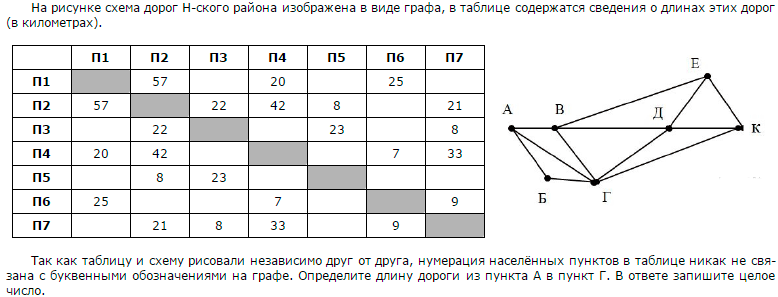 На рисунке схема дорог Н-ского района изображена в виде графа, в таблице содержатся сведения о длинах этих дорог
(в километрах).
П1 П2 П3 П4 П5 П6 П7
П1 57 20 25
П2 57 22 42 8 21
П3 22 23 8
П4 20 42 7 33
П5 8 23
П6 25 7 9
П7 21 8 33 9
Е
А В Д К
Б Г
Так как таблицу и схему рисовали независимо друг от друга, нумерация населённых пунктов в таблице никак не свя-
зана с буквенными обозначениями на графе. Определите длину дороги из пункта А в пункт Г. В ответе запишите целое
число.